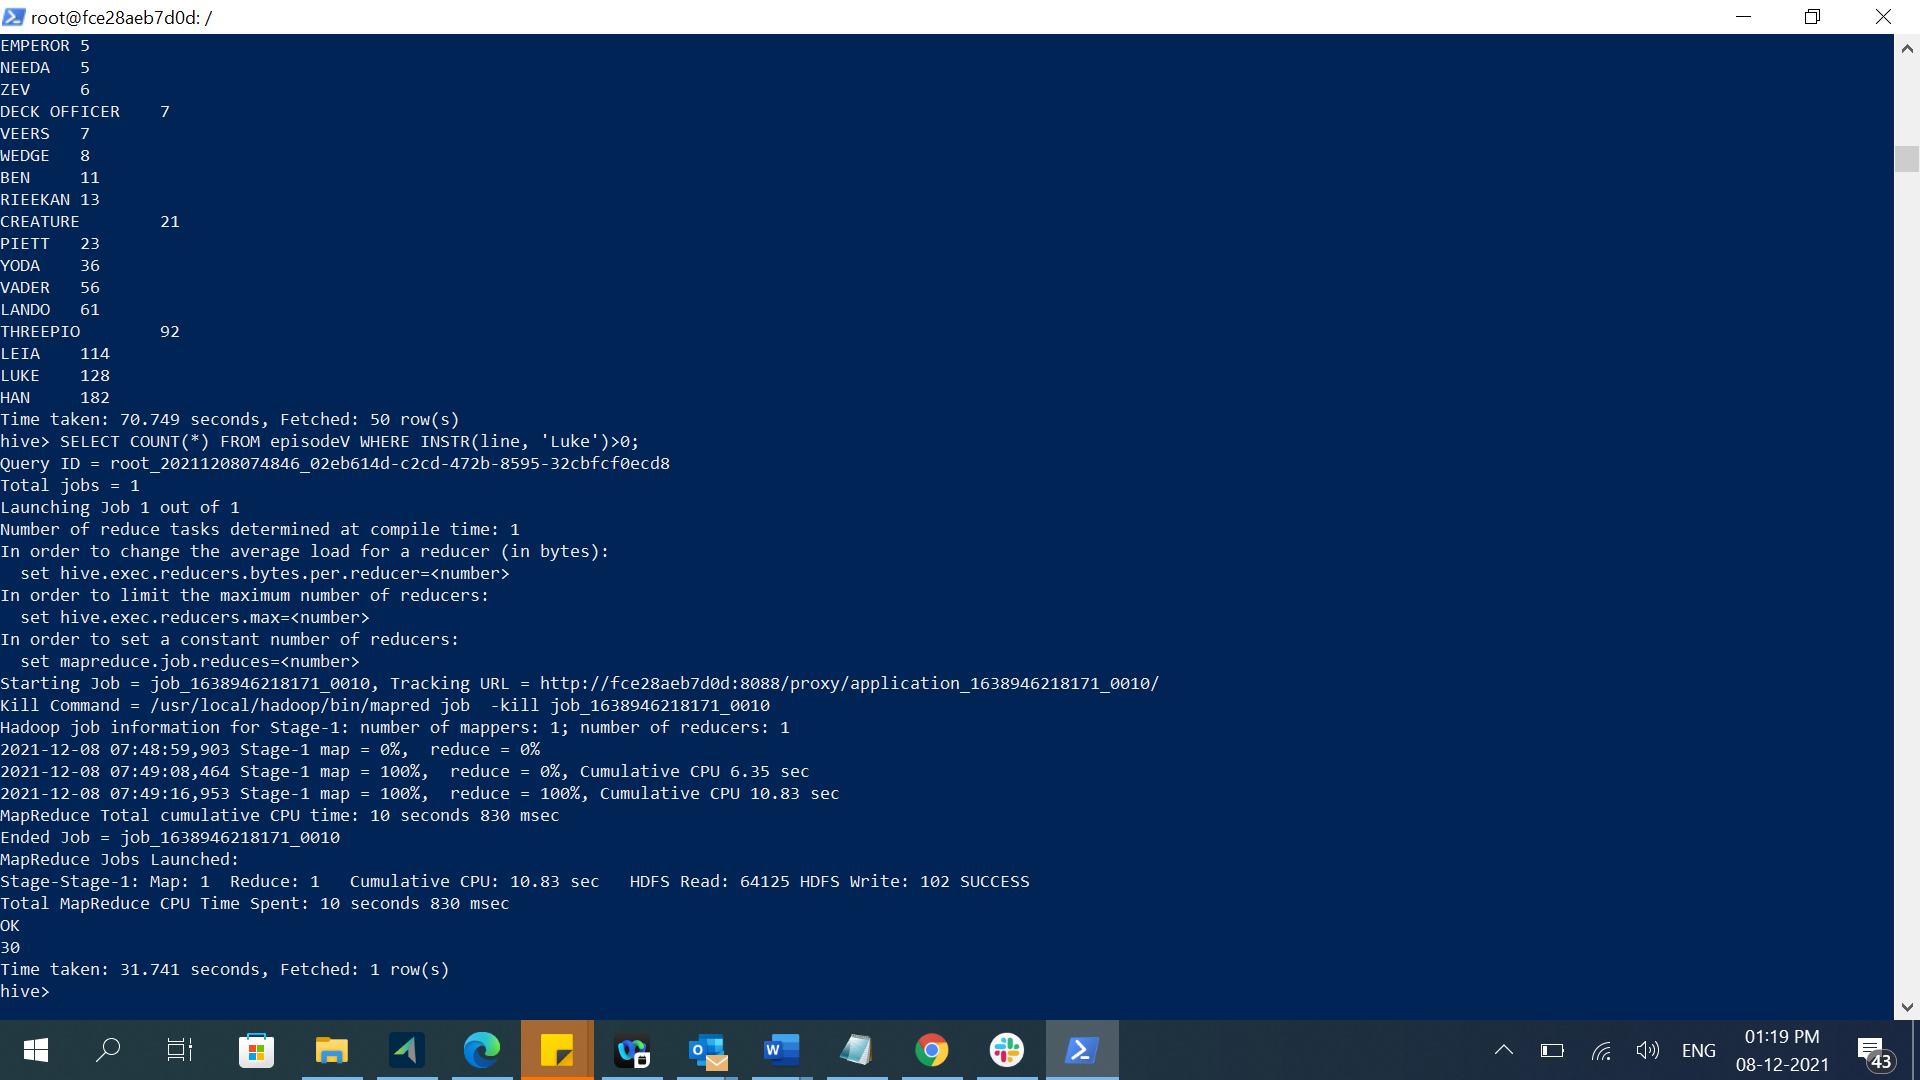 root@fce28aeb7d0d: /
EMPEROR 5
NEEDA   5
ZEV     6
DECK OFFICER    7
VEERS   7
WEDGE   8
BEN     11
RIEEKAN 13
CREATURE        21
PIETT   23
YODA    36
VADER   56
LANDO   61
THREEPIO        92
LEIA    114
LUKE    128
HAN     182
Time taken: 70.749 seconds, Fetched: 50 row(s)
hive> SELECT COUNT(*) FROM episodeV WHERE INSTR(line, 'Luke')>0;
Query ID = root_20211208074846_02eb614d-c2cd-472b-8595-32cbfcf0ecd8
Total jobs = 1
Launching Job 1 out of 1
Number of reduce tasks determined at compile time: 1
In order to change the average load for a reducer (in bytes):
  set hive.exec.reducers.bytes.per.reducer=<number>
In order to limit the maximum number of reducers:
  set hive.exec.reducers.max=<number>
In order to set a constant number of reducers:
  set mapreduce.job.reduces=<number>
Starting Job = job_1638946218171_0010, Tracking URL = http://fce28aeb7d0d:8088/proxy/application_1638946218171_0010/
Kill Command = /usr/local/hadoop/bin/mapred job  -kill job_1638946218171_0010
Hadoop job information for Stage-1: number of mappers: 1; number of reducers: 1
2021-12-08 07:48:59,903 Stage-1 map = 0%,  reduce = 0%
2021-12-08 07:49:08,464 Stage-1 map = 100%,  reduce = 0%, Cumulative CPU 6.35 sec
2021-12-08 07:49:16,953 Stage-1 map = 100%,  reduce = 100%, Cumulative CPU 10.83 sec
MapReduce Total cumulative CPU time: 10 seconds 830 msec
Ended Job = job_1638946218171_0010
MapReduce Jobs Launched:
Stage-Stage-1: Map: 1  Reduce: 1   Cumulative CPU: 10.83 sec   HDFS Read: 64125 HDFS Write: 102 SUCCESS
Total MapReduce CPU Time Spent: 10 seconds 830 msec
OK
30
Time taken: 31.741 seconds, Fetched: 1 row(s)
hive>
ENG
01:19 PM
08-12-2021
43